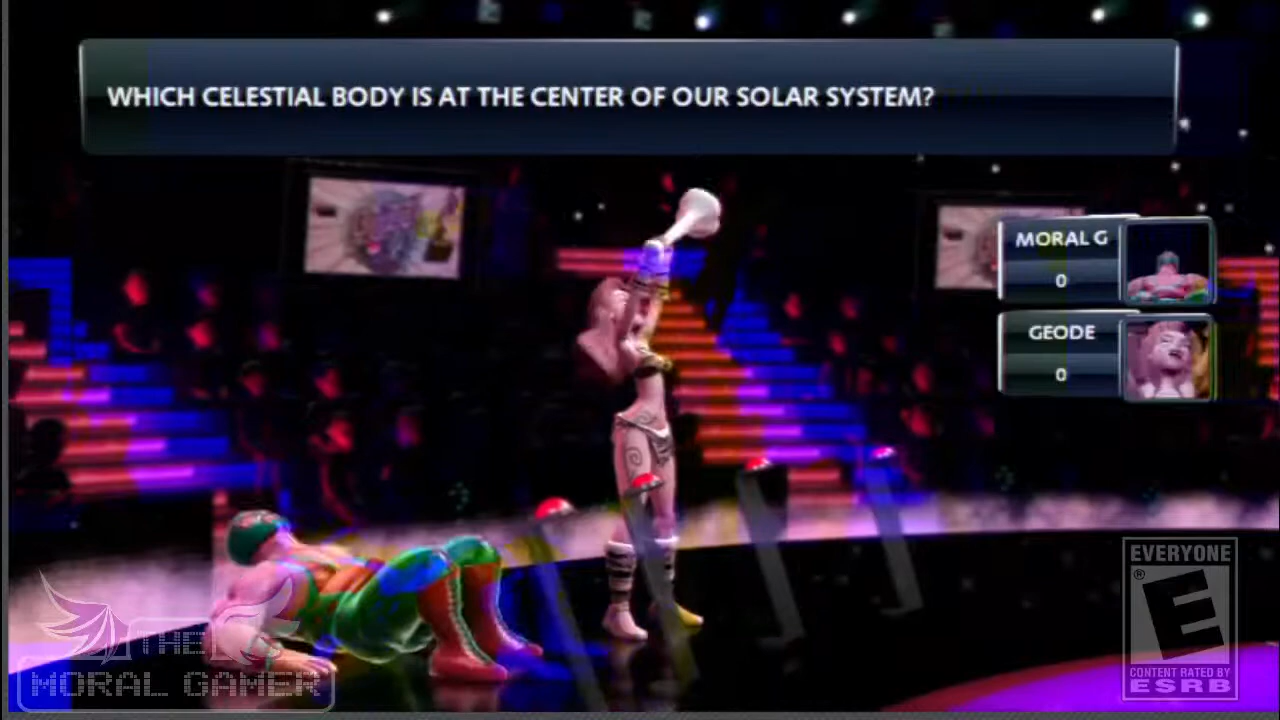 WHICH CELESTIAL BODY IS AT THE CENTER OF OUR SOLAR SYSTEM?
MORAL G
0
GEODE
0
EVERYONE
®
E
CONTENT RATED BY
ESRB
THE
MORAL GAMER